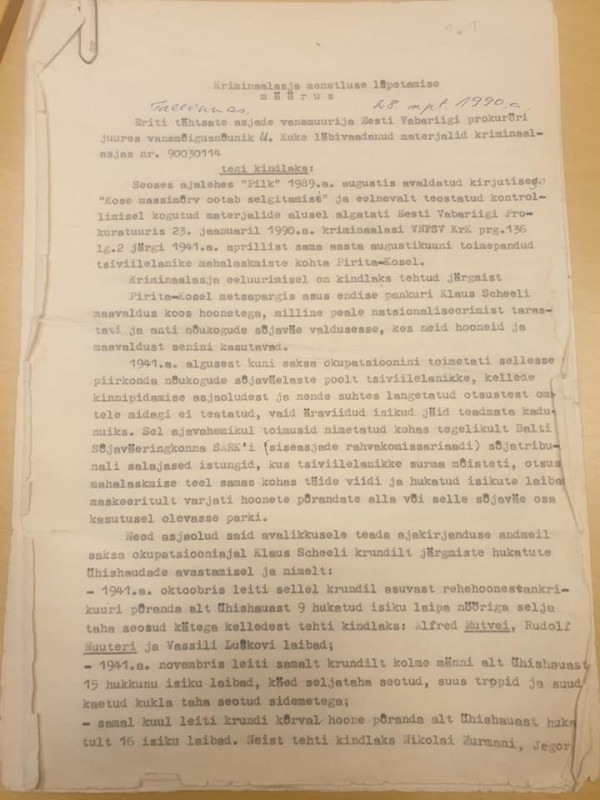 1.1
Kriminaalasja menetluse lõpetamise
määrus
Tallinnas, 28. sept. 1990.a.
Eriti tähtsate asjade vanemuurija Eesti Vabariigi prokuröri
juures vanemõigusnõunik U. Kuke läbivaadanud materjalid kriminaal-
asjas nr. 90030114
tegi kindlaks:
Seoses ajalehes "Pilk" 1989.a. augustis avaldatud kirjutisega
"Kose massimõrv ootab selgitamist" ja eelnevalt teostatud kontrol-
limisel kogutud materjalide alusel algatati Eesti Vabariigi Pro-
kuratuuris 23. jaanuaril 1990.a. kriminaalasi VNFSV KrK prg.136
lg.2 järgi 1941.a. aprillist sama aasta augustikuuni toimepandud
tsiviilelanike mahalaskmiste kohta Pirita-Kosel.
Kriminaalasja eeluurimisel on kindlaks tehtud järgmist
Pirita-Kosel metsapargis asus endise pankuri Klaus Scheeli
maavaldus koos hoonetega, milline peale natsionaliseerimist taras-
tati ja anti nõukogude sõjaväe valdusesse, kes neid hooneid ja
maavaldust senini kasutavad.
1941.a. algusest kuni saksa okupatsioonini toimetati sellesse
piirkonda nõukogude sõjaväelaste poolt tsiviilelanikke, kellede
kinnipidamise asjaoludest ja nende suhtes langetatud otsustest oma
tele midagi ei teatatud, vaid äraviidud isikud jäid teadmata kadu-
nuiks. Sel ajavahemikul toimusid nimetatud kohas tegelikult Balti
Sõjaväeringkonna SARK'i (siseasjade rahvakomissariaadi) sõjatribu-
nali salajased istungid, kus tsiviilelanikke surma mõisteti, otsus
mahalaskmise teel samas kohas täide viidi ja hukatud isikute laibad
maskeeritult varjati hoonete põrandate alla või selle sõjaväe osa
kasutusel olevasse parki.
Need asjaolud said avalikkusele teada ajakirjanduse andmeil
saksa okupatsiooniajal Klaus Scheeli krundilt järgmiste hukatute
ühishaudade avastamisel ja nimelt:
- 1941.a. oktoobris leiti sellel krundil asuvast rehehoonest ankri-
kuuri põranda alt ühishauast 9 hukatud isiku laipa nööriga selja
taha seotud kätega kelledest tehti kindlaks: Alfred Mutvei, Rudolf
Nuuteri ja Vassili Luškovi laibad;
- 1941.a. novembris leiti samalt krundilt kolme männi alt ühishauast
15 hukkunu isiku laibad, käed seljataha seotud, suus tropid ja suud
kaetud kukla taha seotud sidemetega;
- samal kuul leiti krundi kõrval hoone põranda alt ühishauast huka
tult 16 isiku laibad. Neist tehti kindlaks Nikolai Murmani, Jegor